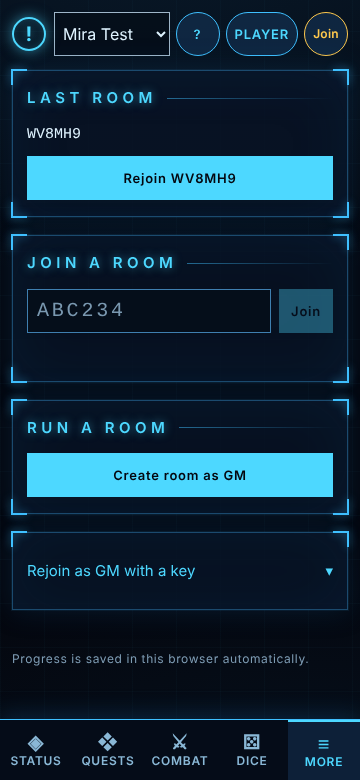 !
Mira Test
?
PLAYER
Join
LAST ROOM
WV8MH9
Rejoin WV8MH9
JOIN A ROOM
ABC234
Join
RUN A ROOM
Create room as GM
Rejoin as GM with a key
Progress is saved in this browser automatically.
STATUS
QUESTS
COMBAT
DICE
MORE